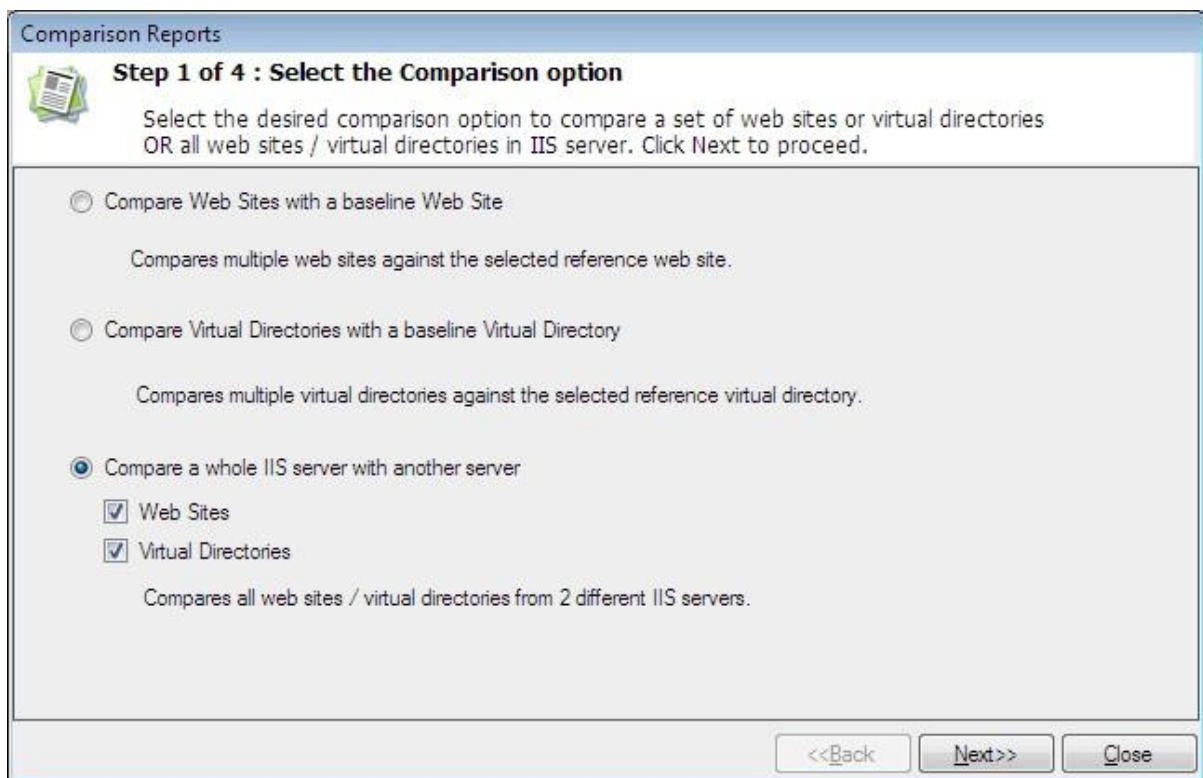 Comparison Reports
Step 1 of 4 : Select the Comparison option
Select the desired comparison option to compare a set of web sites or virtual directories
OR all web sites / virtual directories in IIS server. Click Next to proceed.
Compare Web Sites with a baseline Web Site
Compares multiple web sites against the selected reference web site.
Compare Virtual Directories with a baseline Virtual Directory
Compares multiple virtual directories against the selected reference virtual directory.
Compare a whole IIS server with another server
Web Sites
Virtual Directories
Compares all web sites / virtual directories from 2 different IIS servers.
<<Back Next>> Close